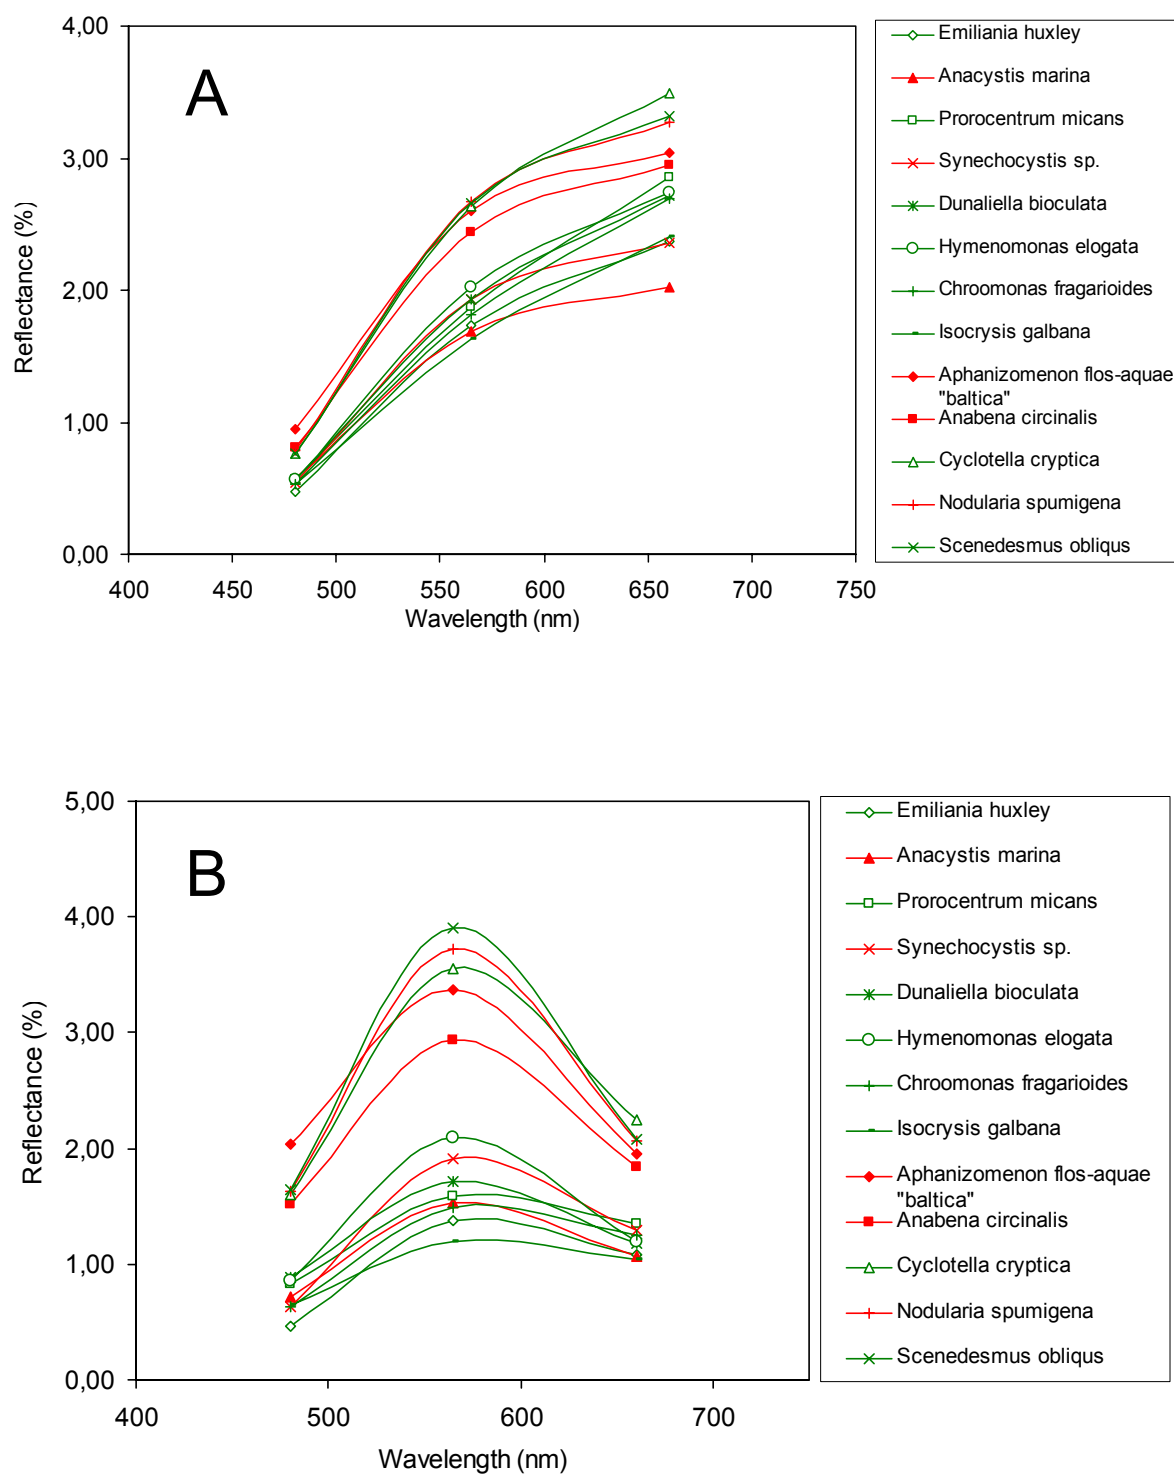 4,00
3,00
2,00
1,00
0,00
Reflectance (%)
A
400 450 500 550 600 650 700 750
Wavelength (nm)
Emiliania huxley
Anacystis marina
Prorocentrum micans
Synechocystis sp.
Dunaliella bioculata
Hymenomonas elogata
Chroomonas fragarioides
Isocrysis galbana
Aphanizomenon flos-aquae
"baltica"
Anabena circinalis
Cyclotella cryptica
Nodularia spumigena
Scenedesmus obliqus
5,00
4,00
3,00
2,00
1,00
0,00
Reflectance (%)
B
400 500 600 700
Wavelength (nm)
Emiliania huxley
Anacystis marina
Prorocentrum micans
Synechocystis sp.
Dunaliella bioculata
Hymenomonas elogata
Chroomonas fragarioides
Isocrysis galbana
Aphanizomenon flos-aquae
"baltica"
Anabena circinalis
Cyclotella cryptica
Nodularia spumigena
Scenedesmus obliqus